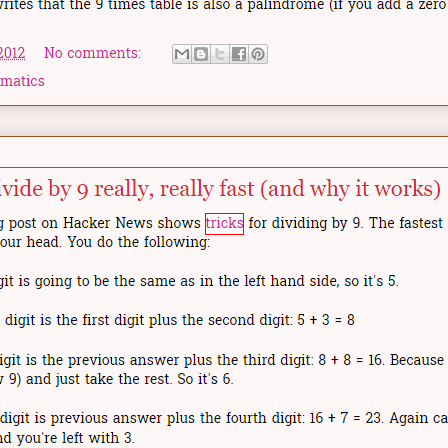 vrites that the 9 times table is also a palindrome (if you add a zero
2012 No comments:
matics
ivide by 9 really, really fast (and why it works)
g post on Hacker News shows tricks for dividing by 9. The fastest
our head. You do the following:
git is going to be the same as in the left hand side, so it's 5.
digit is the first digit plus the second digit: 5 + 3 = 8
igit is the previous answer plus the third digit: 8 + 8 = 16. Because
9) and just take the rest. So it's 6.
digit is previous answer plus the fourth digit: 16 + 7 = 23. Again ca
nd you're left with 3.